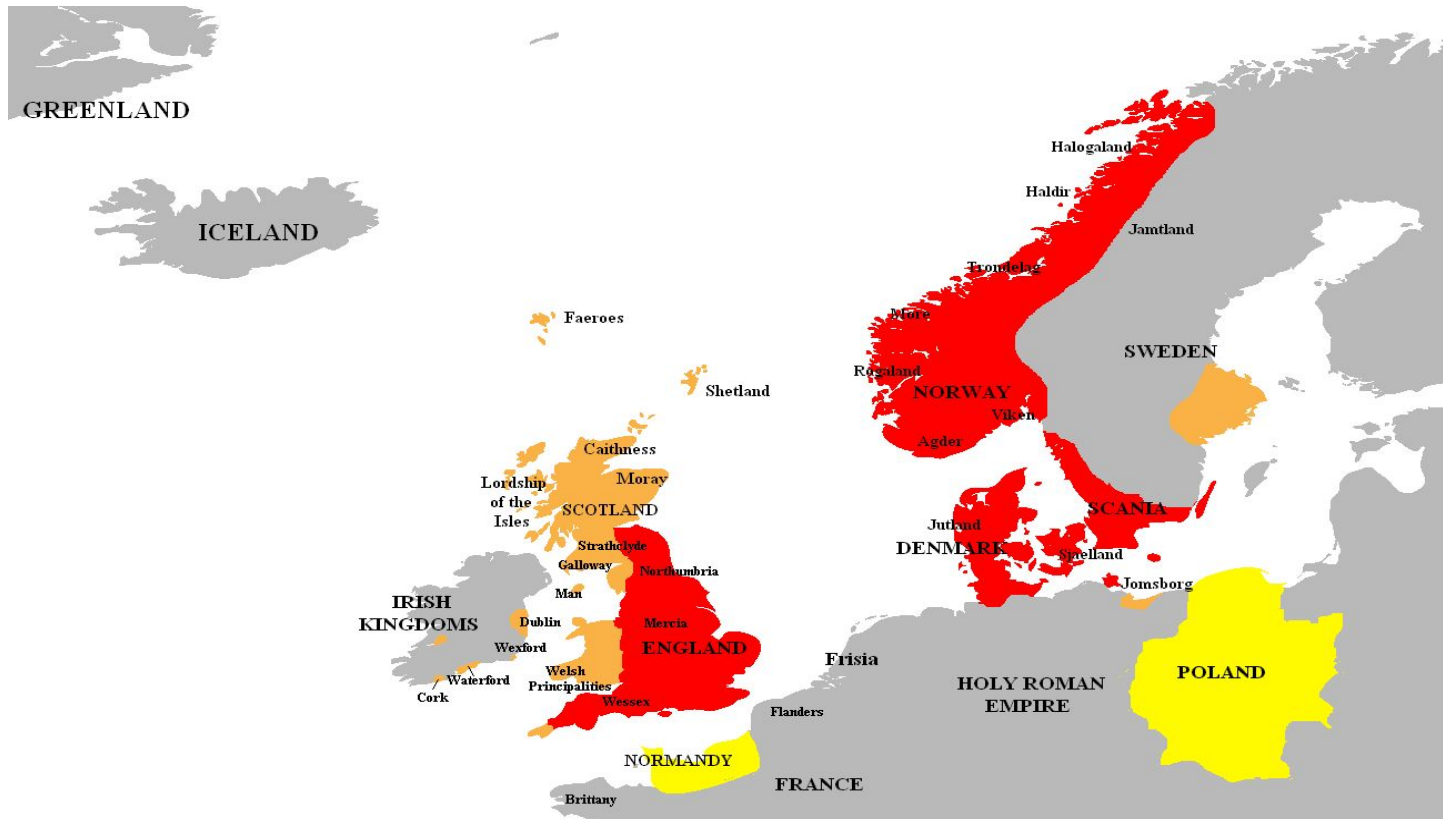 GREENLAND
Halogaland
Haldir
ICELAND
Jamtland
Trondelag
Faeroes
More
SWEDEN
Rogaland
Shetland
NORWAY
Viken
Agder
Caithness
Moray
Lordship
of the
Isles
SCOTLAND
SCANIA
Jutland
DENMARK
Strathclyde
Sjaelland
Galloway
Northumbria
Jomsborg
Man
IRISH
KINGDOMS
Dublin
Mercia
Wexford
ENGLAND
Frisia
Welsh
Principalities
POLAND
Waterford
HOLY ROMAN
EMPIRE
Cork
Wessex
Flanders
NORMANDY
FRANCE
Brittany